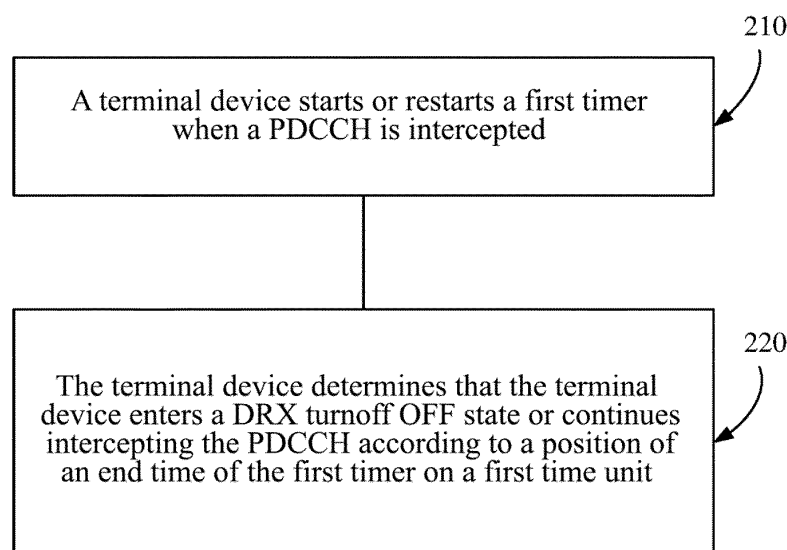 210
A terminal device starts or restarts a first timer
when a PDCCH is intercepted
220
The terminal device determines that the terminal
device enters a DRX turnoff OFF state or continues
intercepting the PDCCH according to a position of
an end time of the first timer on a first time unit